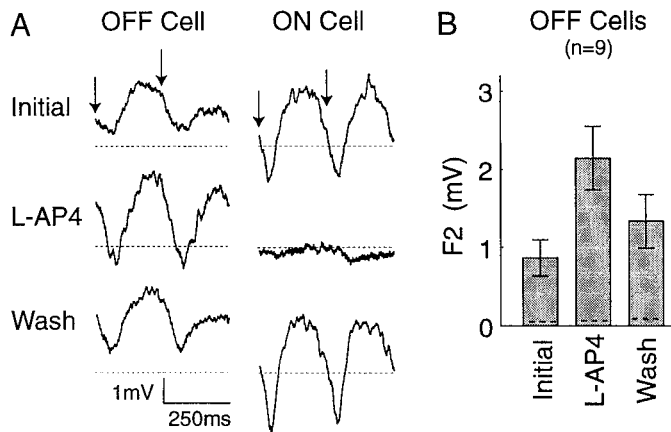 A
OFF Cell
ON Cell
Initial
L-AP4
Wash
1mV
250ms
B
OFF Cells
(n=9)
F2 (mV)
3
2
1
0
Initial
L-AP4
Wash